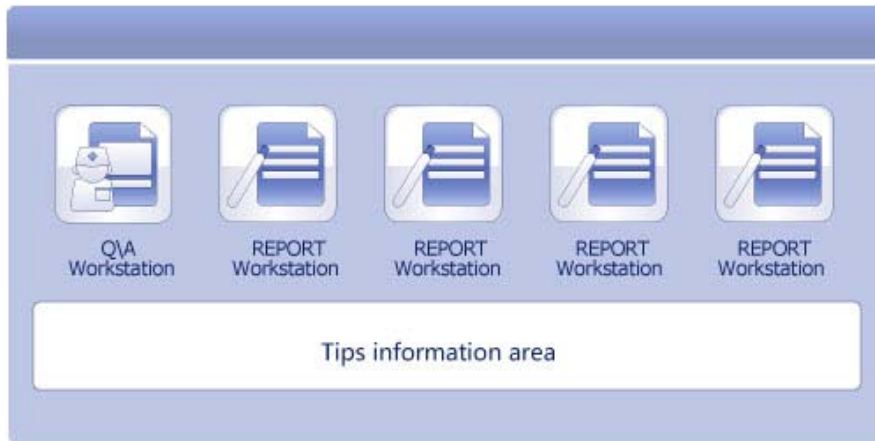 Q\A
Workstation
REPORT
Workstation
REPORT
Workstation
REPORT
Workstation
REPORT
Workstation
Tips information area